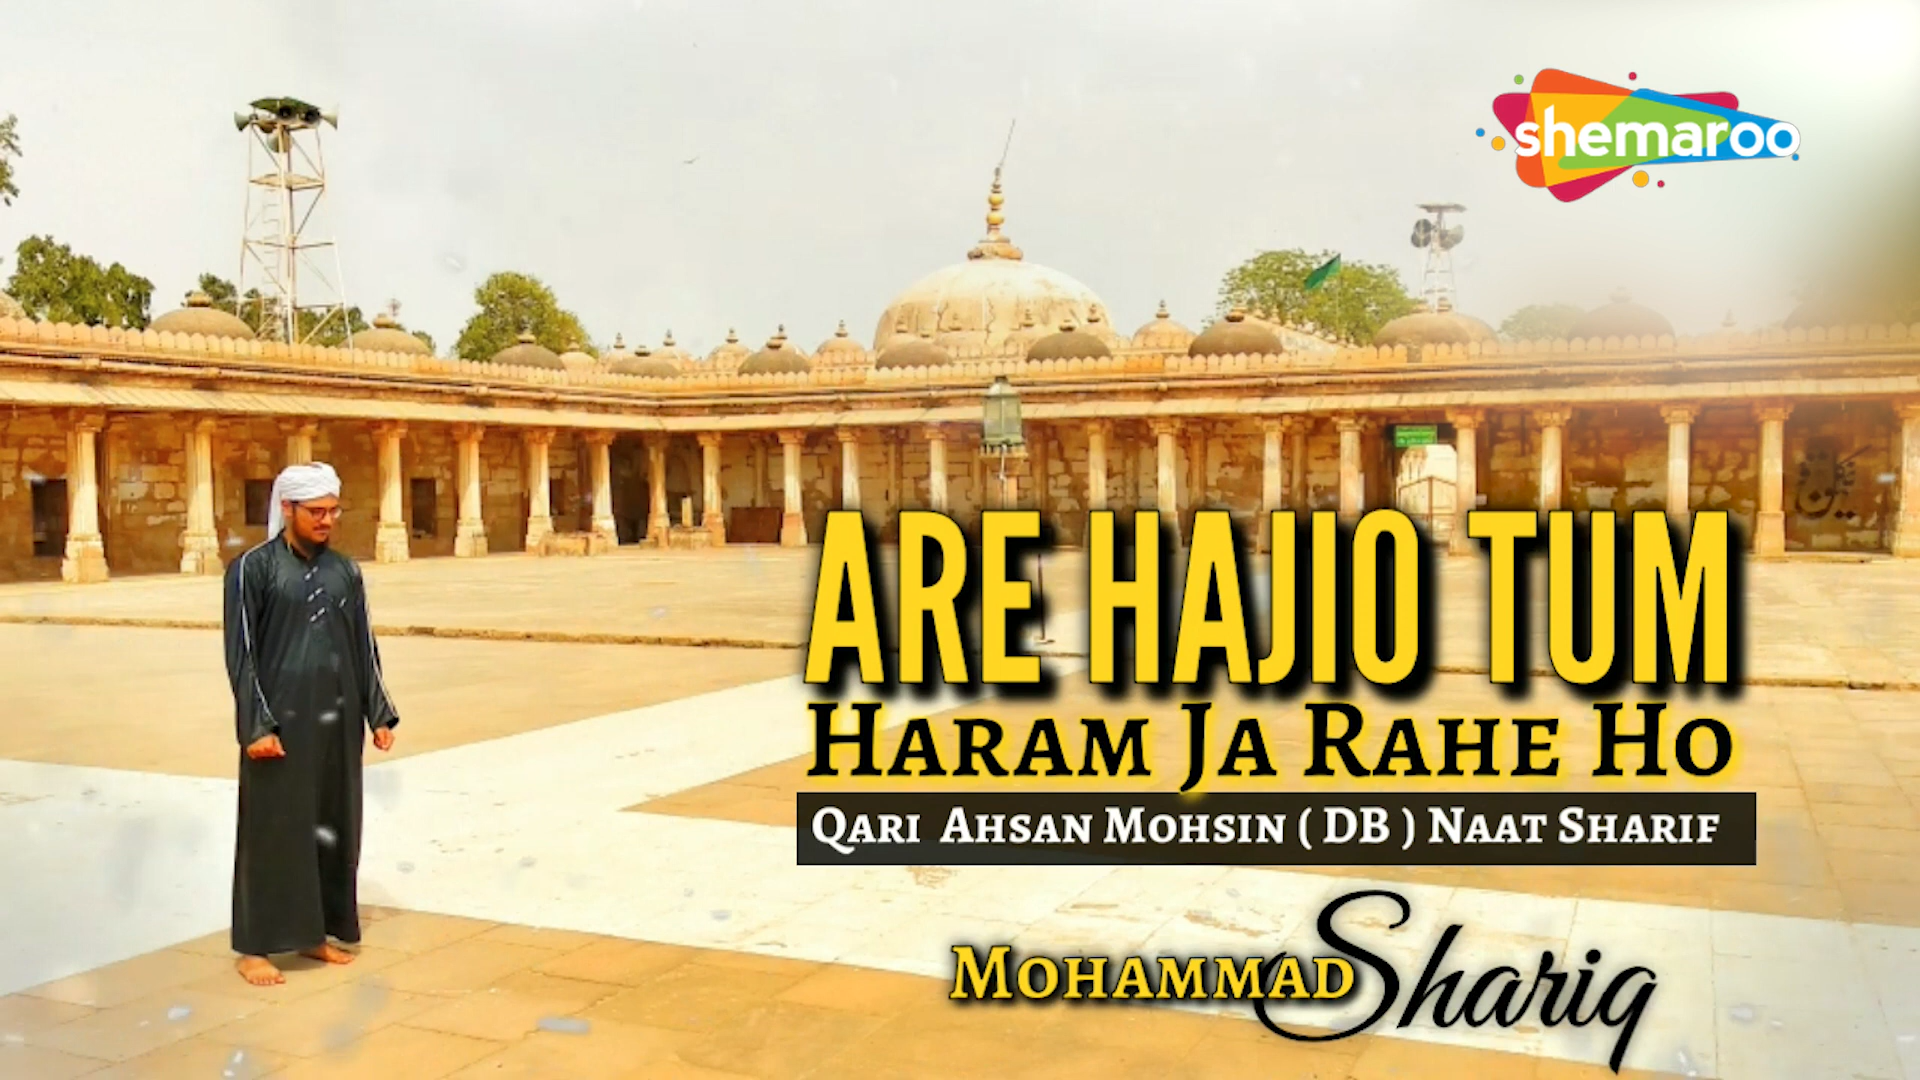 shemaroo
ARE HAJIO TUM
HARAM JA RAHE HO
QARI AHSAN MOHSIN ( DB ) NAAT SHARIF
MOHAMMAD Shariq